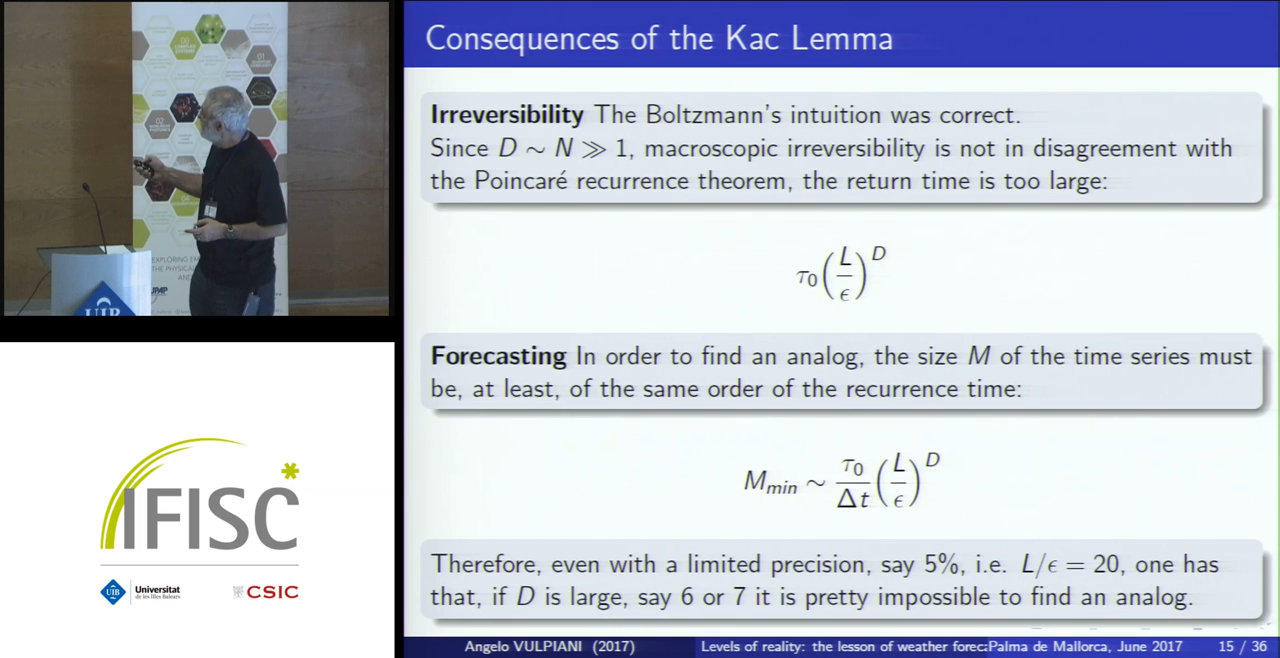 Consequences of the Kac Lemma
Irreversibility The Boltzmann's intuition was correct.
Since D ∼ N ≫ 1, macroscopic irreversibility is not in disagreement with
the Poincaré recurrence theorem, the return time is too large:
τ₀(L/ϵ)^D
Forecasting In order to find an analog, the size M of the time series must
be, at least, of the same order of the recurrence time:
M_min ∼ τ₀/Δt (L/ϵ)^D
Therefore, even with a limited precision, say 5%, i.e. L/ϵ = 20, one has
that, if D is large, say 6 or 7 it is pretty impossible to find an analog.
Angelo VULPIANI (2017) Levels of reality: the lesson of weather forec Palma de Mallorca, June 2017 15 / 36
UIB
IFISC
UIB Universitat
de les Illes Balears
CSIC